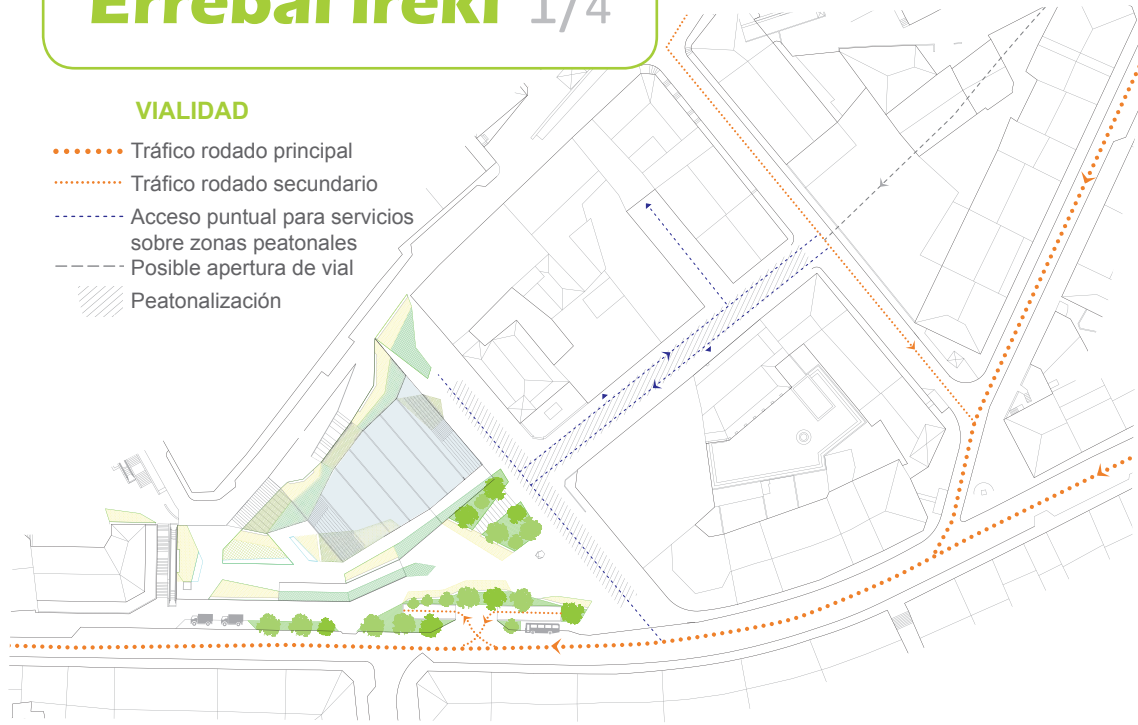 Errebal Ireki 1/4
VIALIDAD
Tráfico rodado principal
Tráfico rodado secundario
Acceso puntual para servicios
sobre zonas peatonales
Posible apertura de vial
Peatonalización